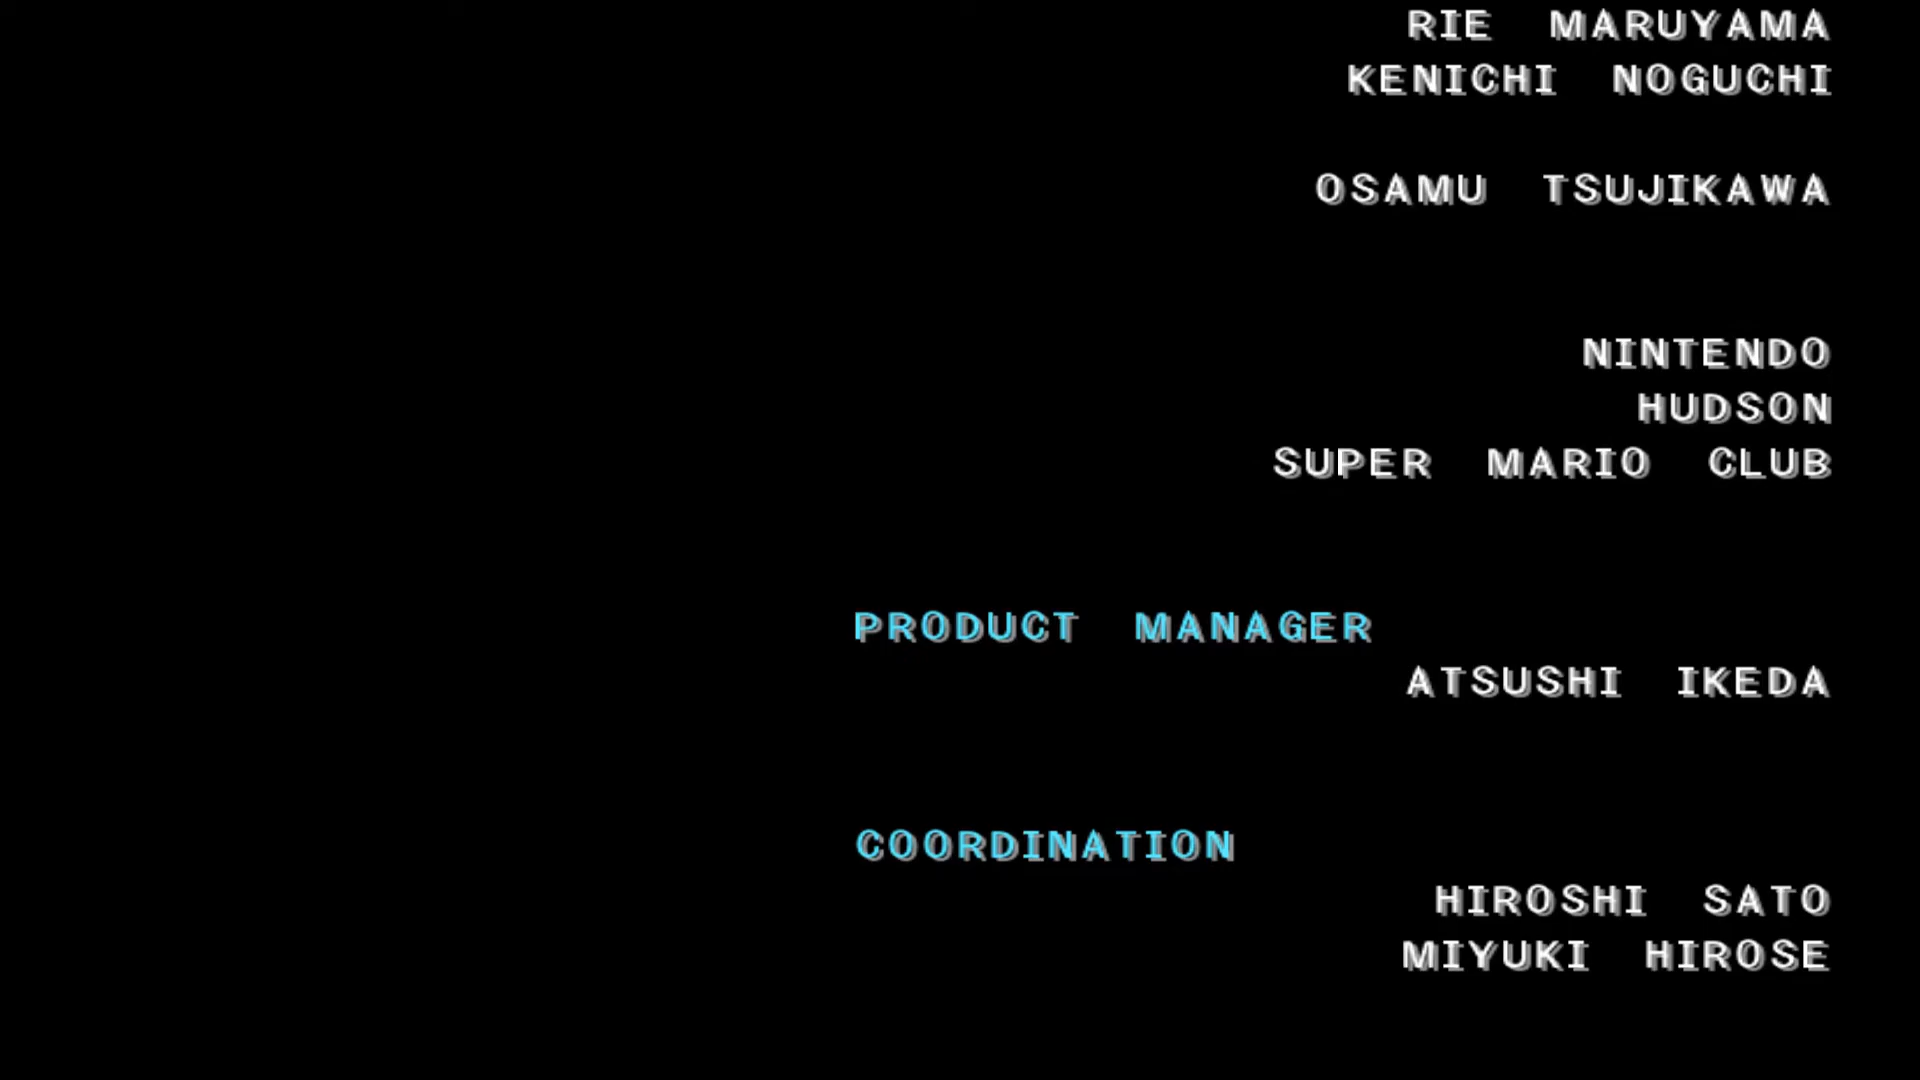 RIE MARUYAMA
KENICHI NOGUCHI
OSAMU TSUJIKAWA
NINTENDO
HUDSON
SUPER MARIO CLUB
PRODUCT MANAGER
ATSUSHI IKEDA
COORDINATION
HIROSHI SATO
MIYUKI HIROSE